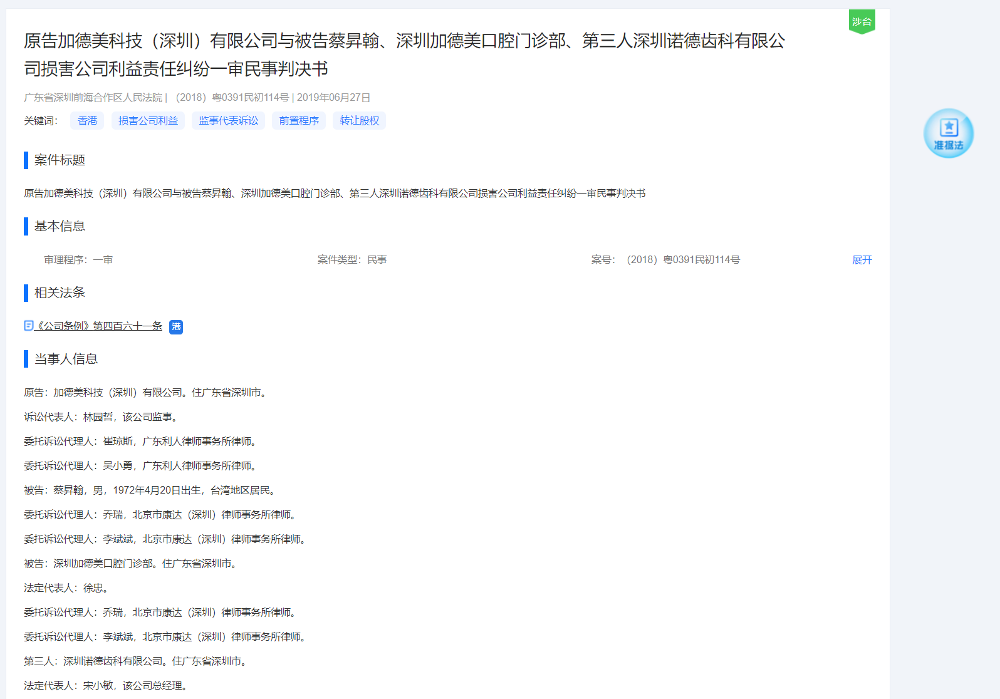 涉台
原告加德美科技（深圳）有限公司与被告蔡昇翰、深圳加德美口腔门诊部、第三人深圳诺德齿科有限公
司损害公司利益责任纠纷一审民事判决书
广东省深圳前海合作区人民法院 | （2018）粤0391民初114号 | 2019年06月27日
关键词： 香港 损害公司利益 监事代表诉讼 前置程序 转让股权
准据法
案件标题
原告加德美科技（深圳）有限公司与被告蔡昇翰、深圳加德美口腔门诊部、第三人深圳诺德齿科有限公司损害公司利益责任纠纷一审民事判决书
基本信息
审理程序：一审 案件类型：民事 案号：（2018）粤0391民初114号 展开
相关法条
《公司条例》第四百六十一条 港
当事人信息
原告：加德美科技（深圳）有限公司。住广东省深圳市。
诉讼代表人：林园哲，该公司监事。
委托诉讼代理人：崔琼斯，广东利人律师事务所律师。
委托诉讼代理人：吴小勇，广东利人律师事务所律师。
被告：蔡昇翰，男，1972年4月20日出生，台湾地区居民。
委托诉讼代理人：乔瑞，北京市康达（深圳）律师事务所律师。
委托诉讼代理人：李斌斌，北京市康达（深圳）律师事务所律师。
被告：深圳加德美口腔门诊部。住广东省深圳市。
法定代表人：徐忠。
委托诉讼代理人：乔瑞，北京市康达（深圳）律师事务所律师。
委托诉讼代理人：李斌斌，北京市康达（深圳）律师事务所律师。
第三人：深圳诺德齿科有限公司。住广东省深圳市。
法定代表人：宋小敏，该公司总经理。